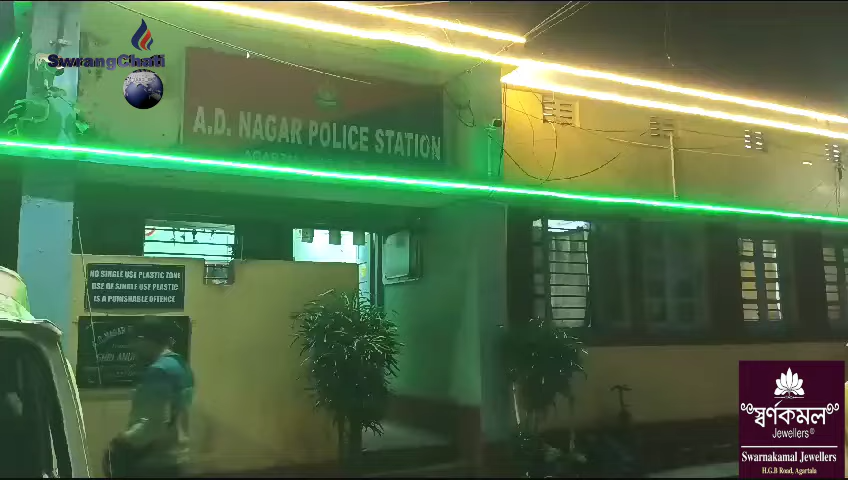 SwrangChati
A.D. NAGAR POLICE STATION
NO SINGLE USE PLASTIC ZONE
USE OF SINGLE USE PLASTIC
IS A PUNISHABLE OFFENCE
A.D. NAGAR
স্বর্ণকমল
Jewellers
Swarnakamal Jewellers
H.G.B Road, Agartala